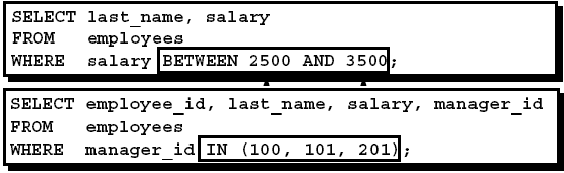 SELECT last_name, salary
FROM employees
WHERE salary BETWEEN 2500 AND 3500;
SELECT employee_id, last_name, salary, manager_id
FROM employees
WHERE manager_id IN (100, 101, 201);